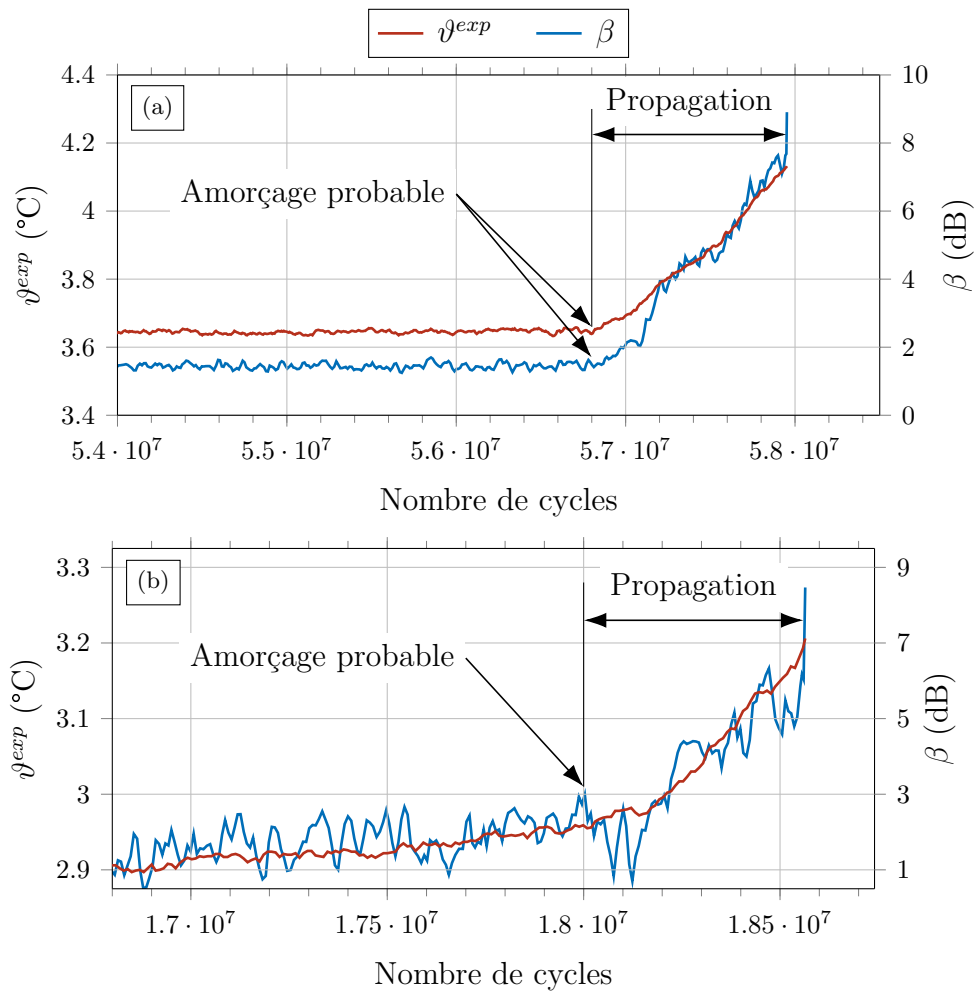 ϑ^exp β
(a)
Propagation
Amorçage probable
4.4
4.2
4
3.8
3.6
3.4
ϑ^exp (°C)
10
8
6
4
2
0
β (dB)
5.4 · 10^7 5.5 · 10^7 5.6 · 10^7 5.7 · 10^7 5.8 · 10^7
Nombre de cycles
(b)
Propagation
Amorçage probable
3.3
3.2
3.1
3
2.9
ϑ^exp (°C)
9
7
5
3
1
β (dB)
1.7 · 10^7 1.75 · 10^7 1.8 · 10^7 1.85 · 10^7
Nombre de cycles